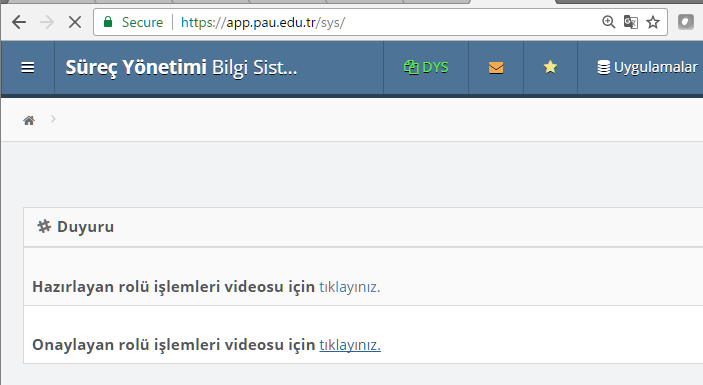 Secure https://app.pau.edu.tr/sys/
Süreç Yönetimi Bilgi Sist... DYS Uygulamalar
Duyuru
Hazırlayan rolü işlemleri videosu için tıklayınız.
Onaylayan rolü işlemleri videosu için tıklayınız.